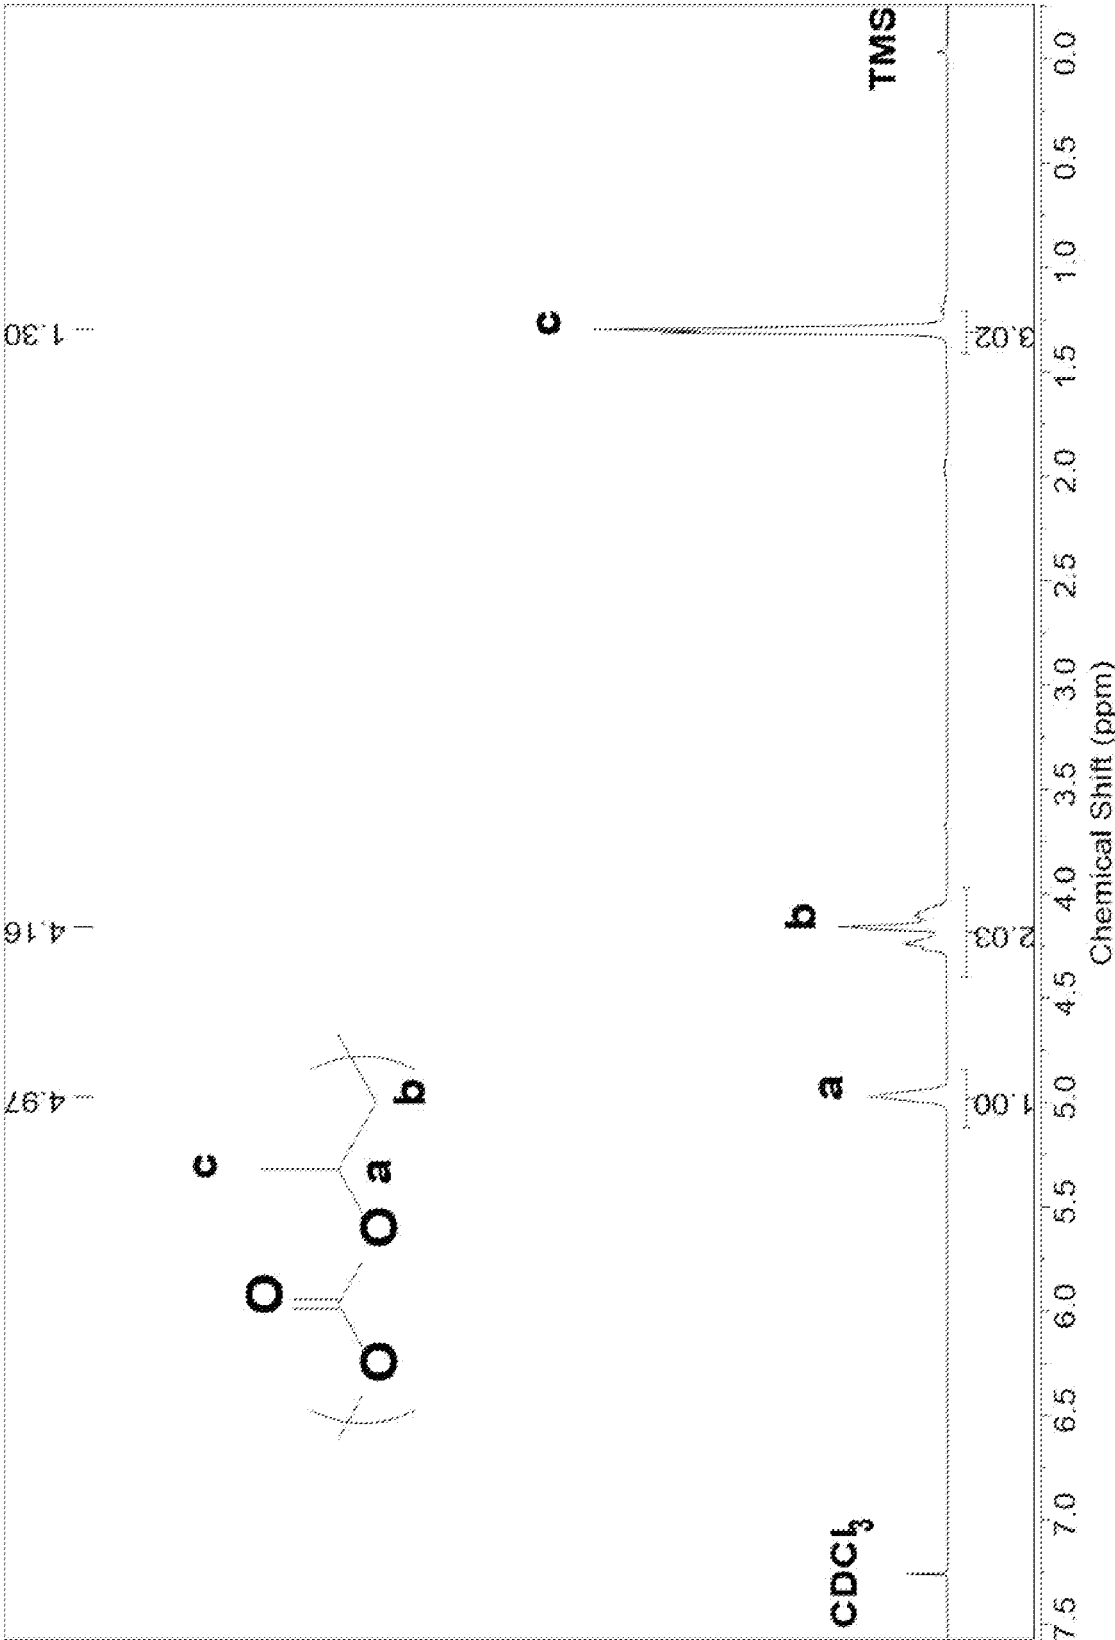 4.97
4.16
1.30
c
O
O
O
a
b
c
b
a
CDCl₃
TMS
1.00
2.03
3.02
7.5 7.0 6.5 6.0 5.5 5.0 4.5 4.0 3.5 3.0 2.5 2.0 1.5 1.0 0.5 0.0
Chemical Shift (ppm)